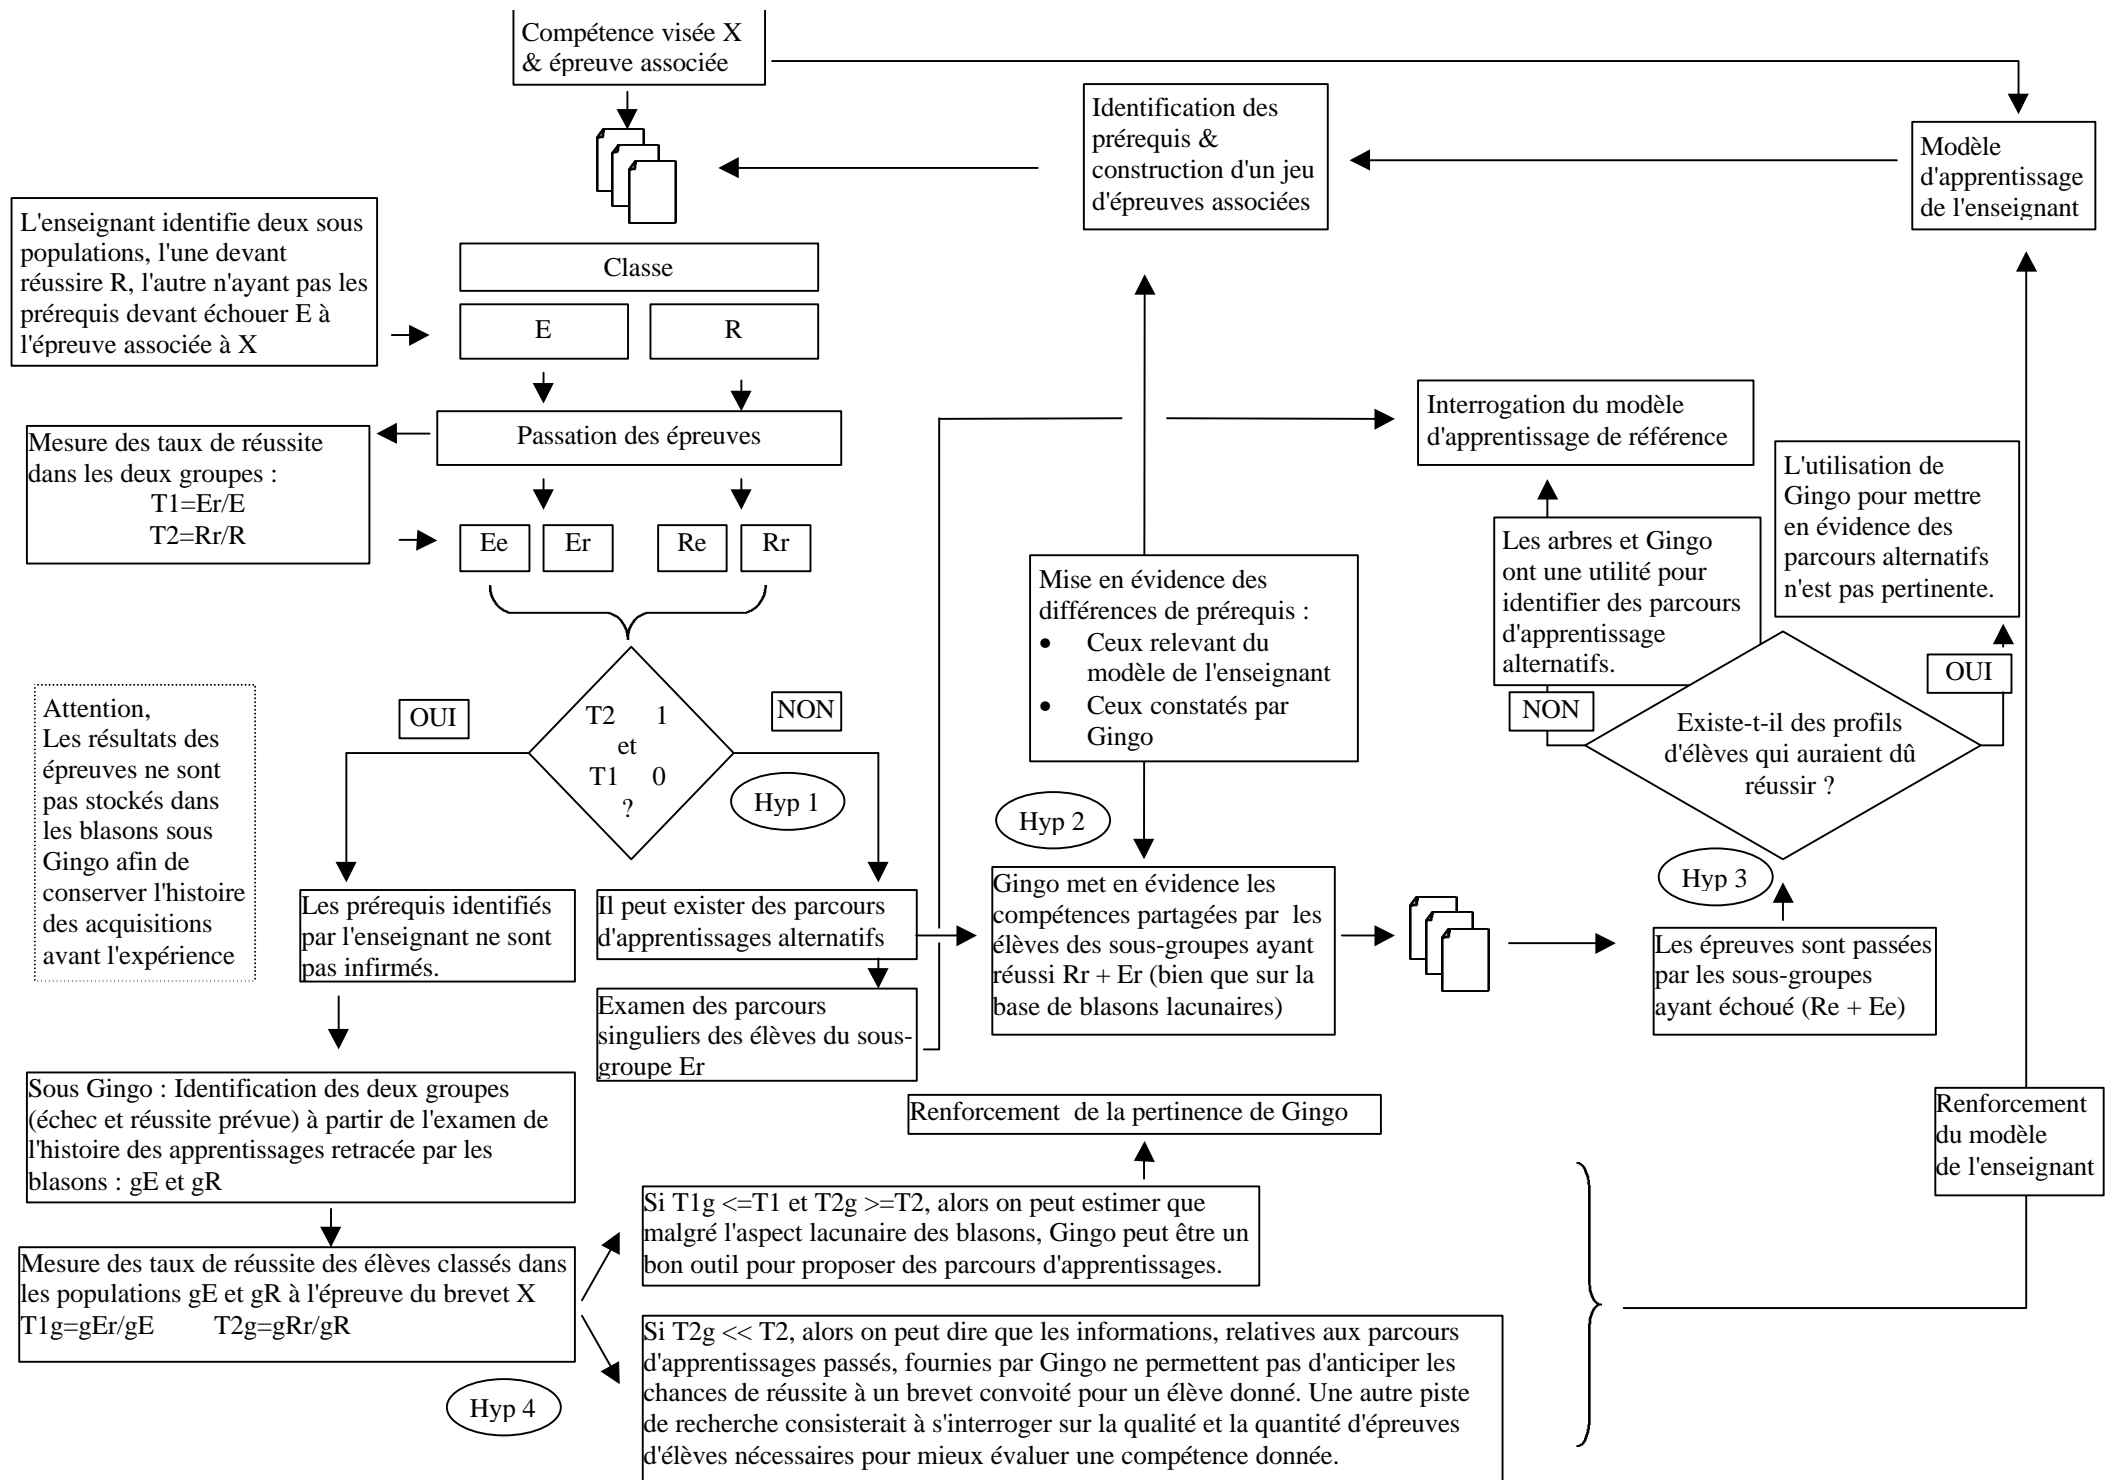 Compétence visée X
& épreuve associée
Identification des
prérequis &
construction d'un jeu
d'épreuves associées
Modèle
d'apprentissage
de l'enseignant
L'enseignant identifie deux sous
populations, l'une devant
réussire R, l'autre n'ayant pas les
prérequis devant échouer E à
l'épreuve associée à X
Classe
E
R
Passation des épreuves
Mesure des taux de réussite
dans les deux groupes :
T1=Er/E
T2=Rr/R
Ee
Er
Re
Rr
Interrogation du modèle
d'apprentissage de référence
L'utilisation de
Gingo pour mettre
en évidence des
parcours alternatifs
n'est pas pertinente.
Les arbres et Gingo
ont une utilité pour
identifier des parcours
d'apprentissage
alternatifs.
Mise en évidence des
différences de prérequis :
• Ceux relevant du
modèle de l'enseignant
• Ceux constatés par
Gingo
OUI
NON
Existe-t-il des profils
d'élèves qui auraient dû
réussir ?
Attention,
Les résultats des
épreuves ne sont
pas stockés dans
les blasons sous
Gingo afin de
conserver l'histoire
des acquisitions
avant l'expérience
OUI
NON
T2 1
et
T1 0
?
Hyp 1
Hyp 2
Hyp 3
Les prérequis identifiés
par l'enseignant ne sont
pas infirmés.
Il peut exister des parcours
d'apprentissages alternatifs
Examen des parcours
singuliers des élèves du sous-
groupe Er
Gingo met en évidence les
compétences partagées par les
élèves des sous-groupes ayant
réussi Rr + Er (bien que sur la
base de blasons lacunaires)
Les épreuves sont passées
par les sous-groupes
ayant échoué (Re + Ee)
Sous Gingo : Identification des deux groupes
(échec et réussite prévue) à partir de l'examen de
l'histoire des apprentissages retracée par les
blasons : gE et gR
Renforcement de la pertinence de Gingo
Renforcement
du modèle
de l'enseignant
Si T1g <=T1 et T2g >=T2, alors on peut estimer que
malgré l'aspect lacunaire des blasons, Gingo peut être un
bon outil pour proposer des parcours d'apprentissages.
Mesure des taux de réussite des élèves classés dans
les populations gE et gR à l'épreuve du brevet X
T1g=gEr/gE T2g=gRr/gR
Hyp 4
Si T2g << T2, alors on peut dire que les informations, relatives aux parcours
d'apprentissages passés, fournies par Gingo ne permettent pas d'anticiper les
chances de réussite à un brevet convoité pour un élève donné. Une autre piste
de recherche consisterait à s'interroger sur la qualité et la quantité d'épreuves
d'élèves nécessaires pour mieux évaluer une compétence donnée.